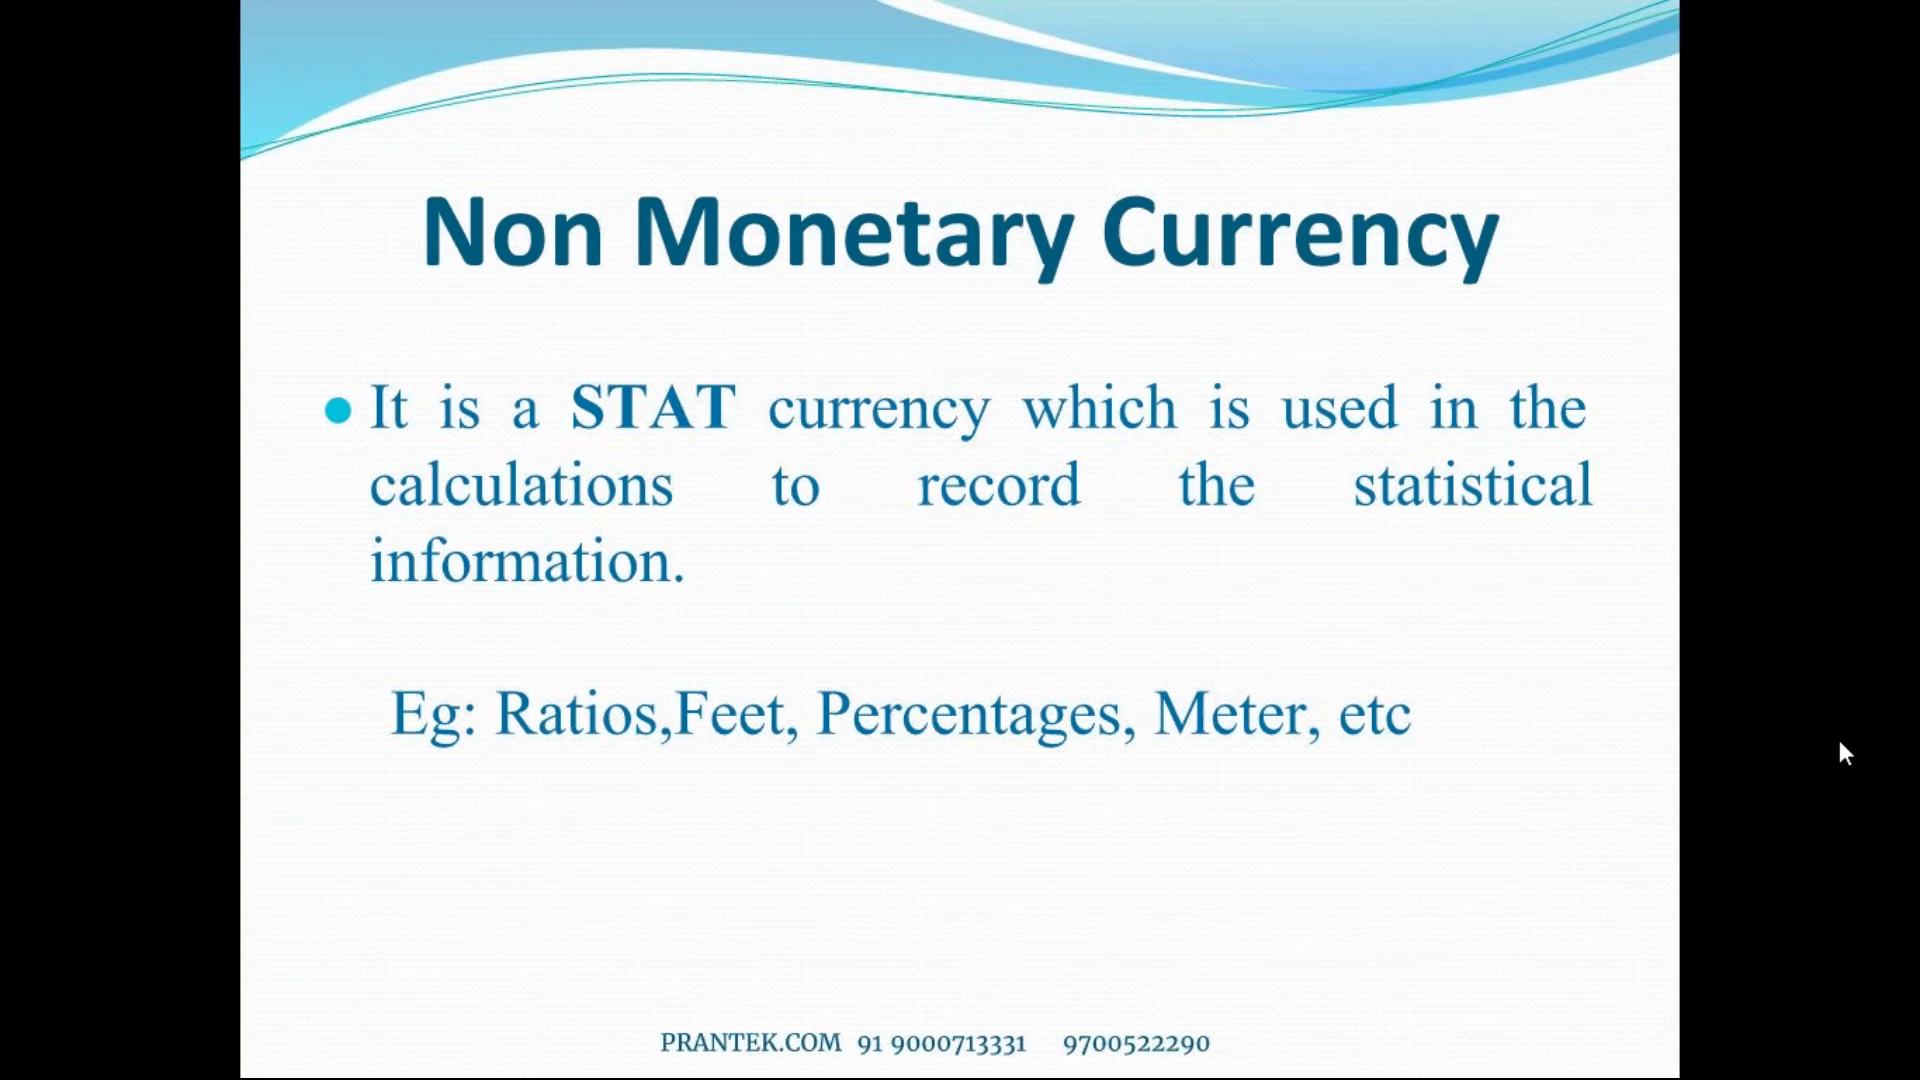 Non Monetary Currency
It is a STAT currency which is used in the
calculations to record the statistical
information.
Eg: Ratios,Feet, Percentages, Meter, etc
PRANTEK.COM 91 9000713331 9700522290